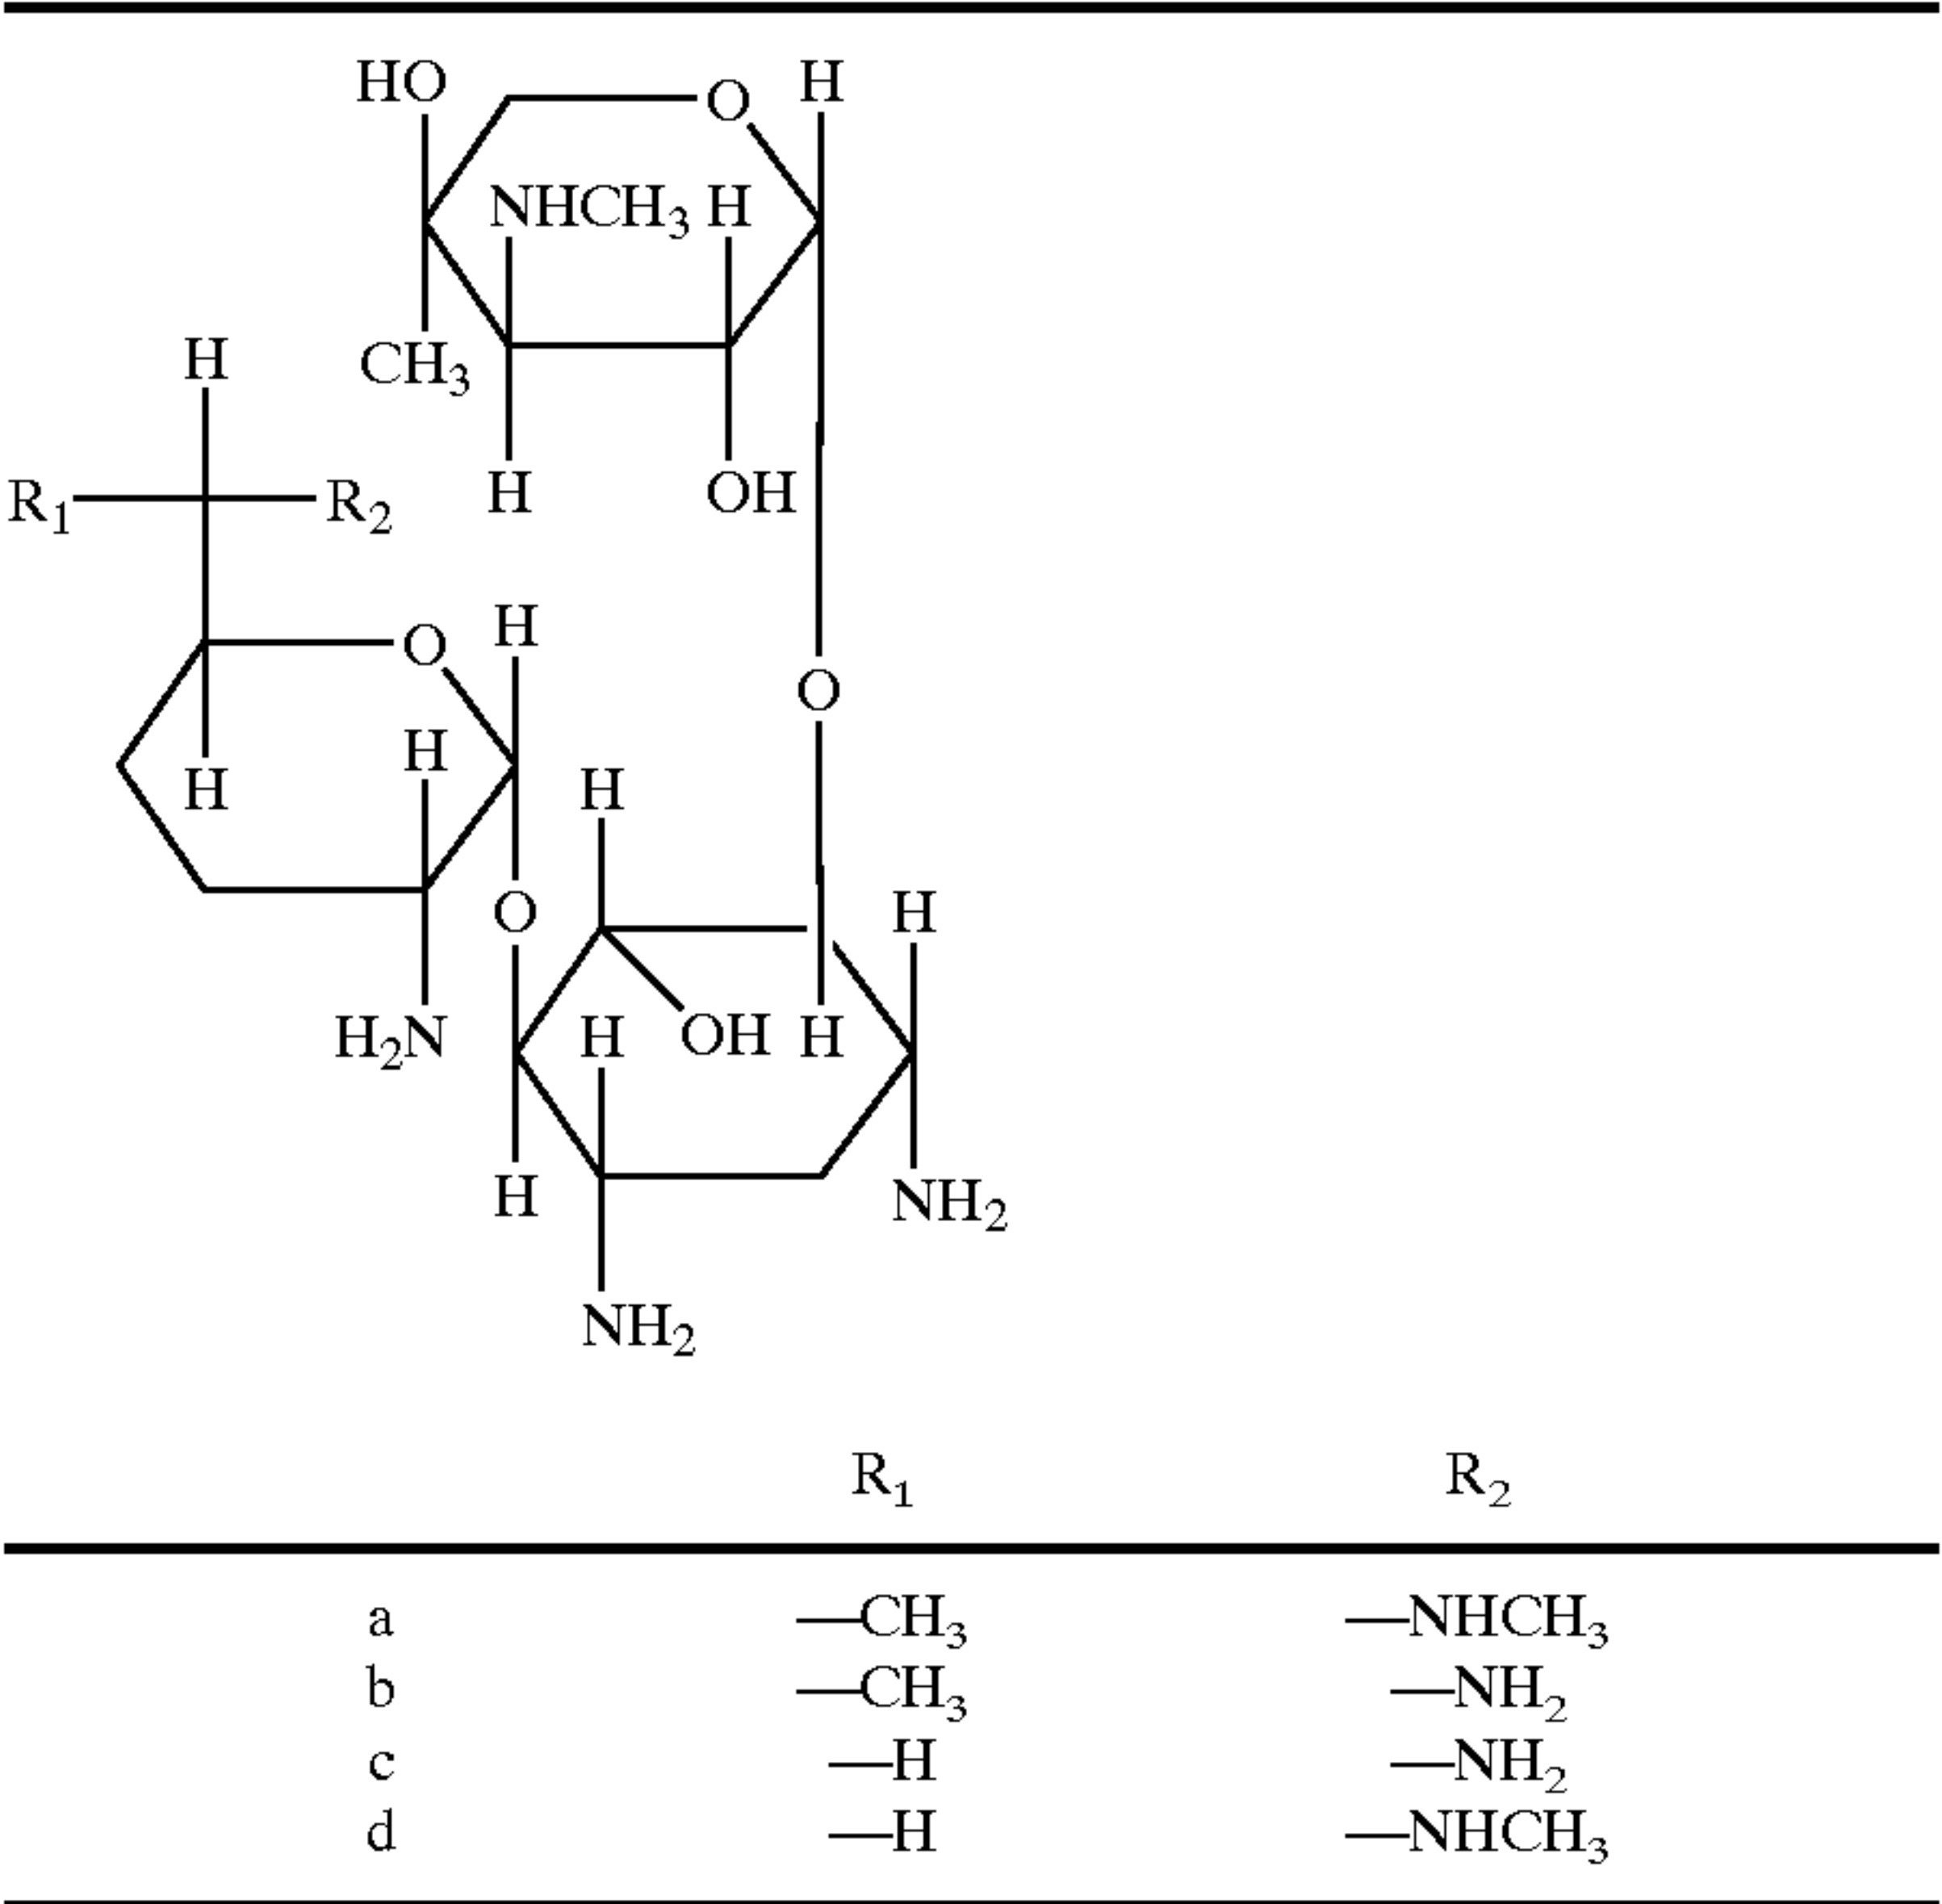 HO O H
NHCH3 H
H CH3
R1 R2 H OH
H
O
O
H
H H
O H
H2N H OH H
H NH2
NH2
R1 R2
a —CH3 —NHCH3
b —CH3 —NH2
c —H —NH2
d —H —NHCH3